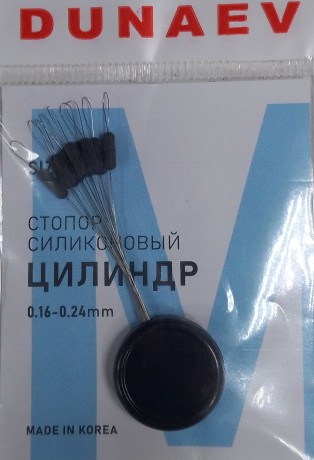 DUNAEV
СТОПОР
СИЛИКОНОВЫЙ
ЦИЛИНДР
0.16-0.24mm
MADE IN KOREA